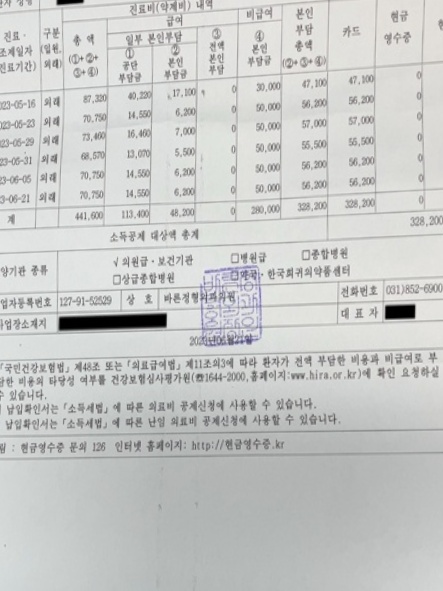 진료비(약제비) 내역
진료· 구분 급여 비급여 본인 현금
조제일자 (입원, 총 액 일부 본인부담 ③ ④ 부담 카드 영수증
진료기간) 외래) (①+②+③+④) ① 공단 부담금 ② 본인 부담금 전액 본인 부담 본인 부담금 총액 (②+③+④)
023-05-16 외래 87,320 40,220 17,100 0 30,000 47,100 47,100 0
023-05-23 외래 70,750 14,550 6,200 0 50,000 56,200 56,200 0
023-05-29 외래 73,460 16,460 7,000 0 50,000 57,000 57,000 0
023-05-31 외래 68,570 13,070 5,500 0 50,000 55,500 55,500 0
023-06-05 외래 70,750 14,550 6,200 0 50,000 56,200 56,200 0
023-06-21 외래 70,750 14,550 6,200 0 50,000 56,200 56,200 0
계 441,600 113,400 48,200 0 280,000 328,200 328,200 0
소득공제 대상액 총계 328,200
양기관 종류 √ 의원급·보건기관 □병원급 □종합병원
□상급종합병원 □약국·한국희귀의약품센터
업자등록번호 127-91-52529 상 호 바른정형외과의원 전화번호 031)852-6900
사업장소재지 대 표 자
「국민건강보험법」제48조 또는「의료급여법」제11조의3에 따라 환자가 전액 부담한 비용과 비급여로 부
담한 비용의 타당성 여부를 건강보험심사평가원(☎1644-2000,홈페이지:www.hira.or.kr)에 확인 요청하실
수 있습니다.
납입확인서는「소득세법」에 따른 의료비 공제신청에 사용할 수 있습니다.
납입확인서는「소득세법」에 따른 난임 의료비 공제신청에 사용할 수 있습니다.
림 : 현금영수증 문의 126 인터넷 홈페이지: http://현금영수증.kr